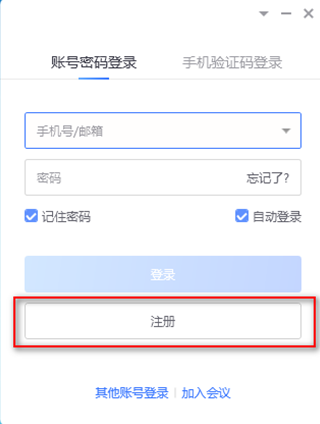 账号密码登录 手机验证码登录
手机号/邮箱
密码 忘记了?
记住密码 自动登录
登录
注册
其他账号登录 | 加入会议